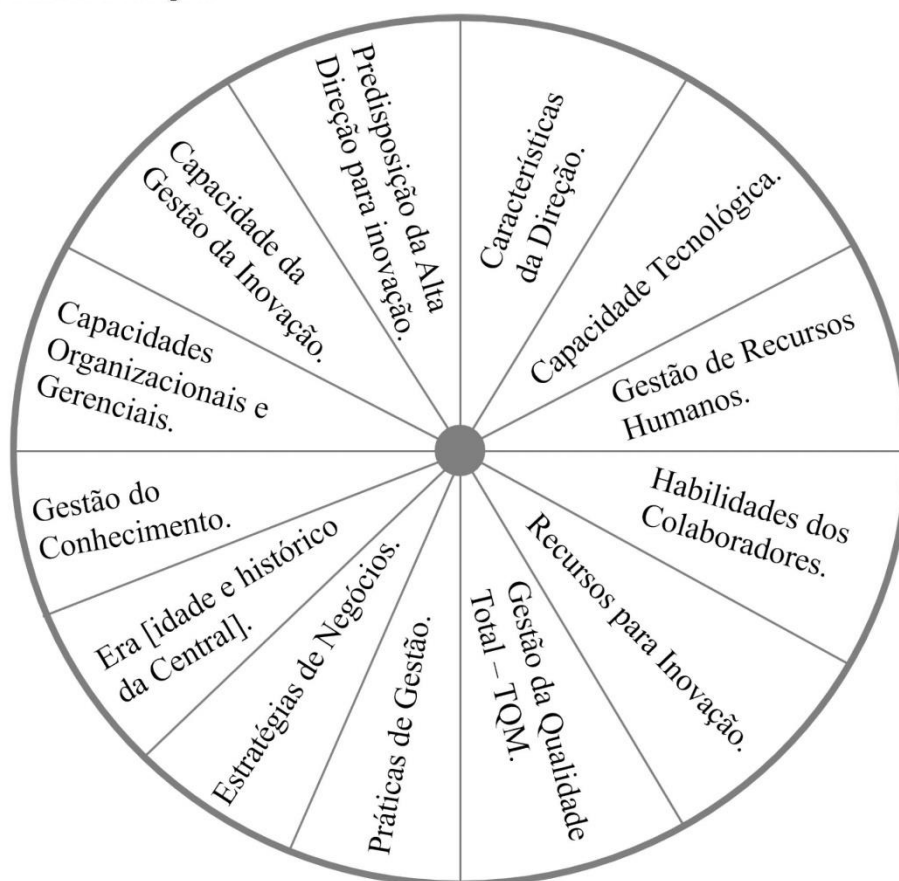 Predisposição da Alta
Direção para inovação.
Características
da Direção.
Capacidade Tecnológica.
Gestão de Recursos
Humanos.
Habilidades dos
Colaboradores.
Recursos para Inovação.
Gestão da Qualidade
Total – TQM.
Práticas de Gestão.
Estratégias de Negócios.
Era [idade e histórico
da Central].
Gestão do
Conhecimento.
Capacidades
Organizacionais e
Gerenciais.
Capacidade da
Gestão da Inovação.